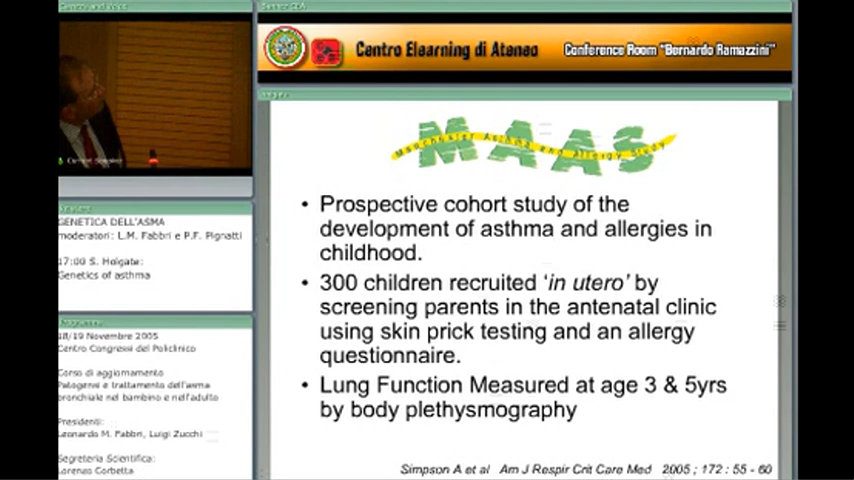 Centro Elearning di Ateneo
Conference Room "Bernardo Ramazzini"
GENETICA DELL'ASMA
moderatori: L.M. Fabbri e P.F. Pignatti
17:00 S. Holgate:
Genetics of asthma
18/19 Novembre 2005
Centro Congressi del Policlinico
Corso di aggiornamento
Patogensi e trattamento dell'asma
bronchiale nel bambino e nell'adulto
Presidenti:
Leonardo M. Fabbri, Luigi Zucchi
Segreteria Scientifica:
Lorenzo Corbetta
MAAS
Manchester Asthma and Allergy Study
• Prospective cohort study of the
development of asthma and allergies in
childhood.
• 300 children recruited 'in utero' by
screening parents in the antenatal clinic
using skin prick testing and an allergy
questionnaire.
• Lung Function Measured at age 3 & 5yrs
by body plethysmography
Simpson A et al Am J Respir Crit Care Med 2005 ; 172 : 55 - 60